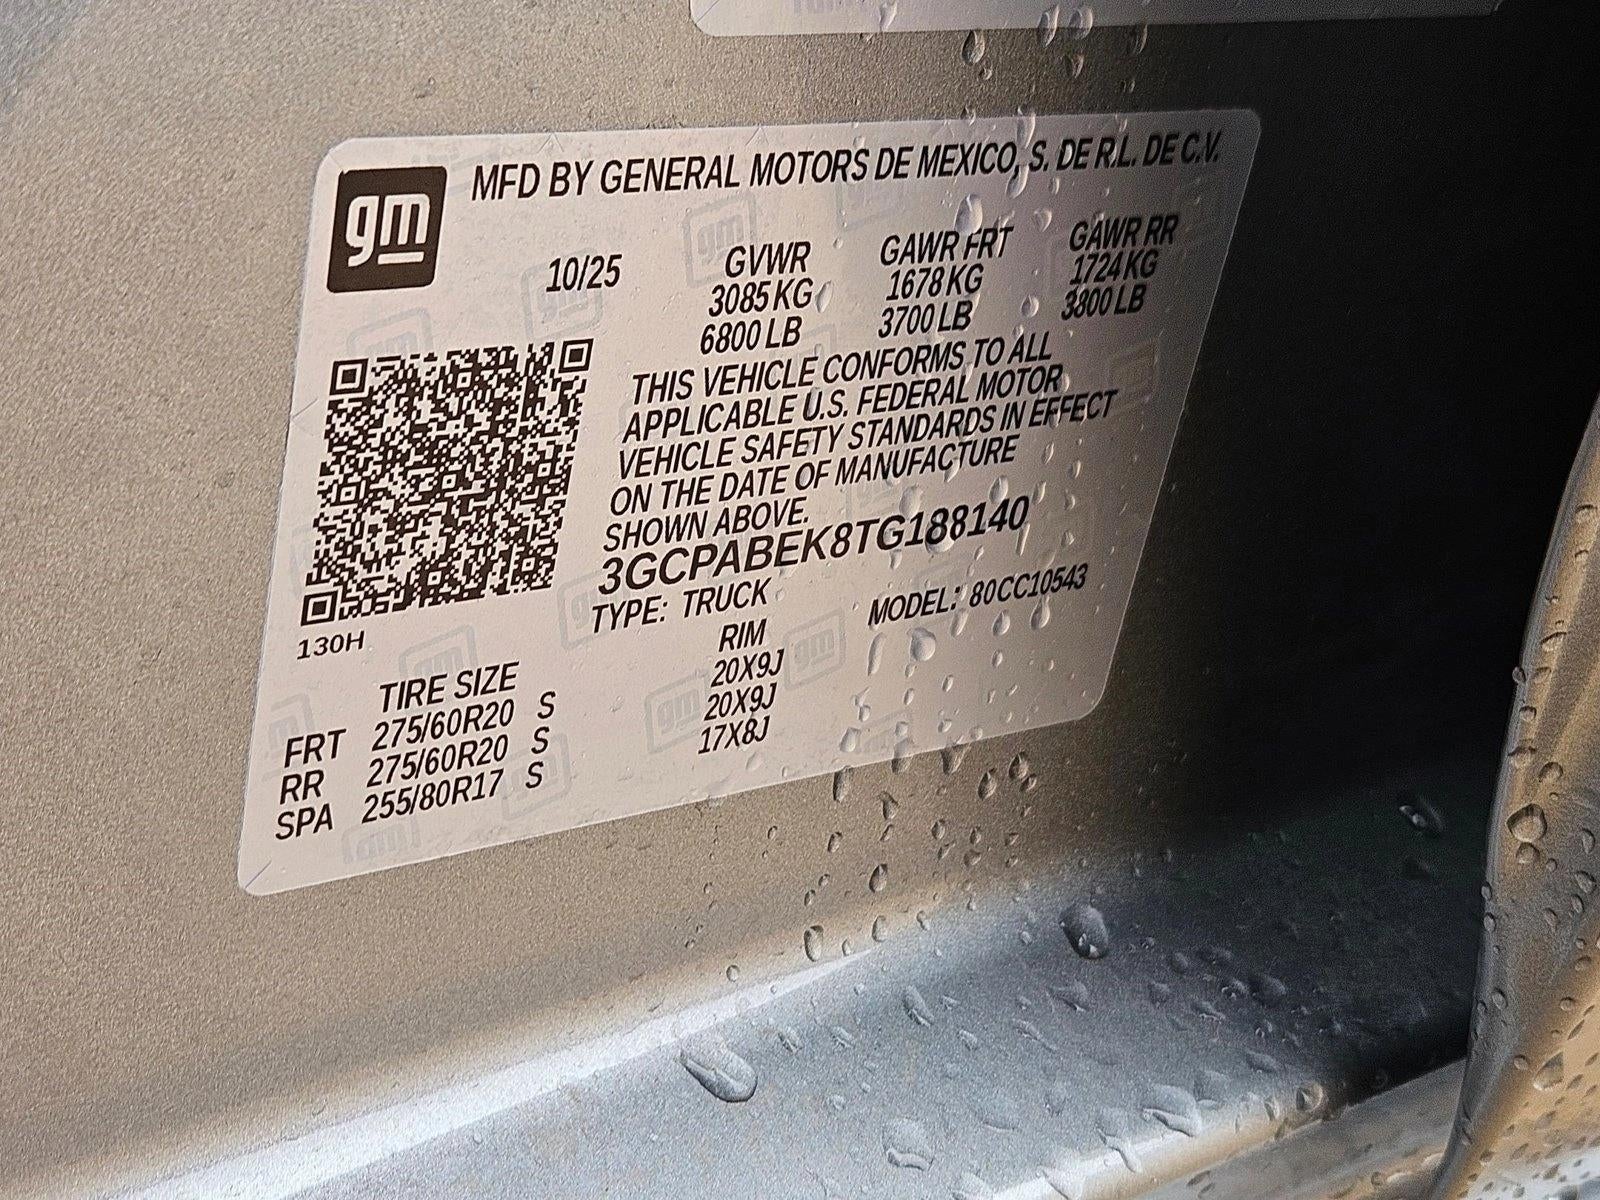 gm
MFD BY GENERAL MOTORS DE MEXICO, S. DE R.L. DE C.V.
10/25 GVWR GAWR FRT GAWR RR
3085 KG 1678 KG 1724 KG
6800 LB 3700 LB 3800 LB
THIS VEHICLE CONFORMS TO ALL
APPLICABLE U.S. FEDERAL MOTOR
VEHICLE SAFETY STANDARDS IN EFFECT
ON THE DATE OF MANUFACTURE
SHOWN ABOVE.
3GCPABEK8TG188140
TYPE: TRUCK MODEL: 80CC10543
130H
TIRE SIZE RIM
FRT 275/60R20 S 20X9J
RR 275/60R20 S 20X9J
SPA 255/80R17 S 17X8J